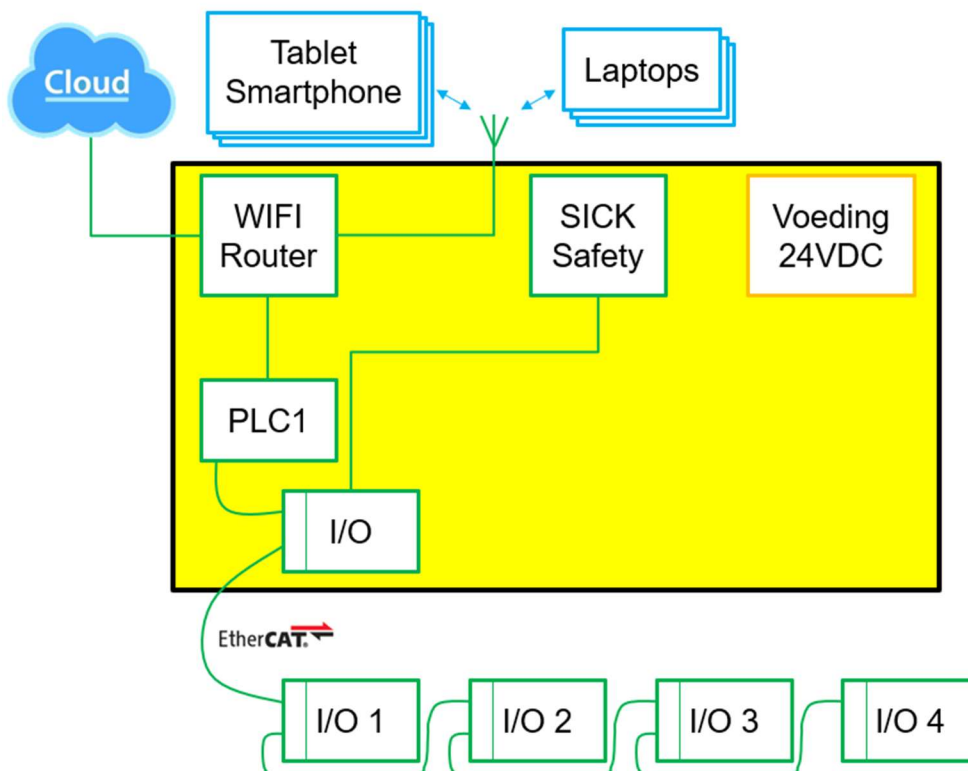 Cloud
Tablet
Smartphone
Laptops
WIFI
Router
SICK
Safety
Voeding
24VDC
PLC1
I/O
EtherCAT®
I/O 1
I/O 2
I/O 3
I/O 4